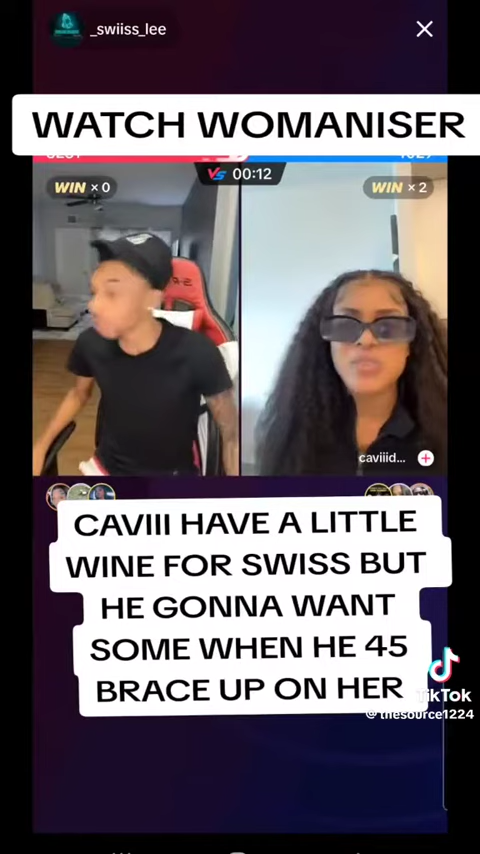 _swiiss_lee
WATCH WOMANISER
VS 00:12
WIN × 0
WIN × 2
caviiid...
CAVIII HAVE A LITTLE
WINE FOR SWISS BUT
HE GONNA WANT
SOME WHEN HE 45
BRACE UP ON HER
TikTok
@thesource1224